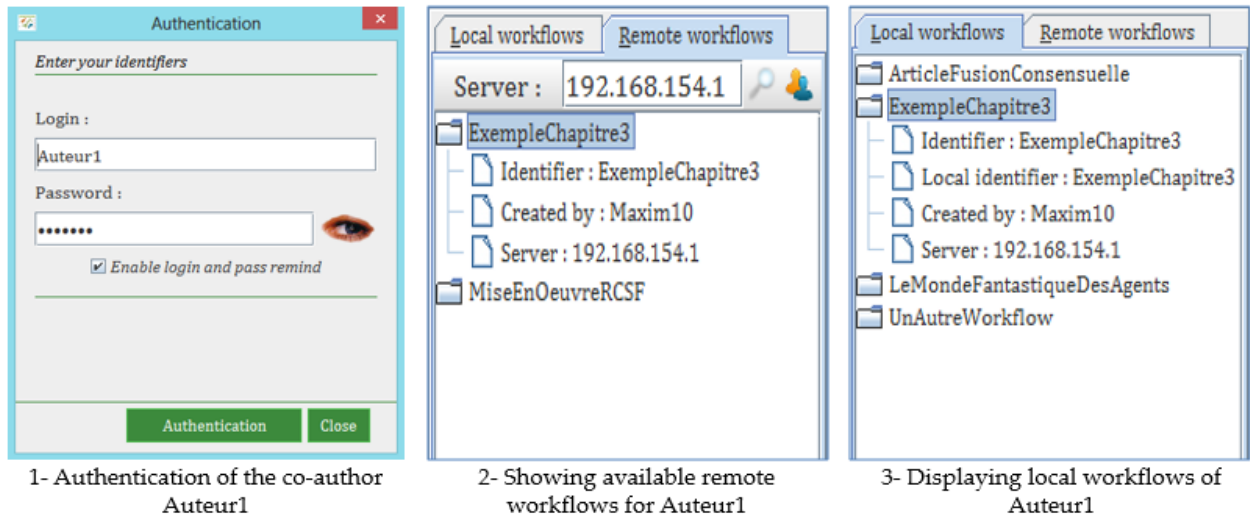 Authentication
Enter your identifiers
Login :
Auteur1
Password :
•••••••
Enable login and pass remind
Authentication
Close
1- Authentication of the co-author
Auteur1
Local workflows
Remote workflows
Server :
192.168.154.1
ExempleChapitre3
Identifier : ExempleChapitre3
Created by : Maxim10
Server : 192.168.154.1
MiseEnOeuvreRCSF
2- Showing available remote
workflows for Auteur1
Local workflows
Remote workflows
ArticleFusionConsensuelle
ExempleChapitre3
Identifier : ExempleChapitre3
Local identifier : ExempleChapitre3
Created by : Maxim10
Server : 192.168.154.1
LeMondeFantastiqueDesAgents
UnAutreWorkflow
3- Displaying local workflows of
Auteur1